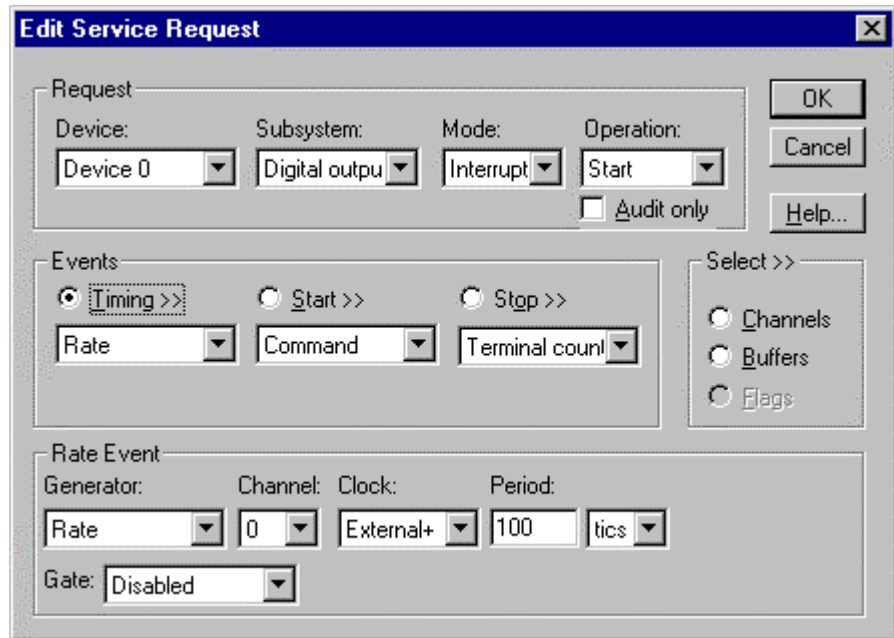 Edit Service Request
Request
Device: Subsystem: Mode: Operation:
Device 0 Digital outpu Interrupt Start
Audit only
OK
Cancel
Help...
Events
Timing >> Start >> Stop >>
Rate Command Terminal count
Select >>
Channels
Buffers
Flags
Rate Event
Generator: Channel: Clock: Period:
Rate 0 External+ 100 tics
Gate: Disabled